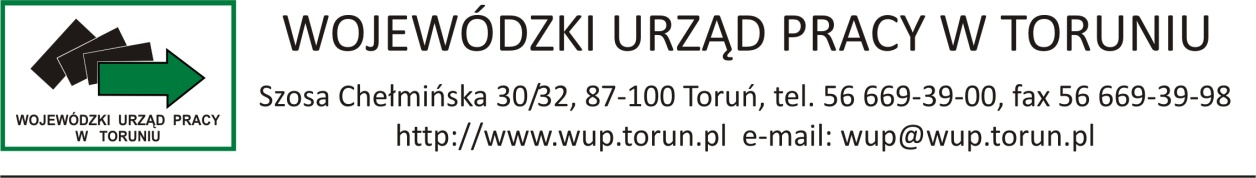 WOJEWÓDZKI URZĄD PRACY
W TORUNIU
WOJEWÓDZKI URZĄD PRACY W TORUNIU
Szosa Chełmińska 30/32, 87-100 Toruń, tel. 56 669-39-00, fax 56 669-39-98
http://www.wup.torun.pl e-mail: wup@wup.torun.pl